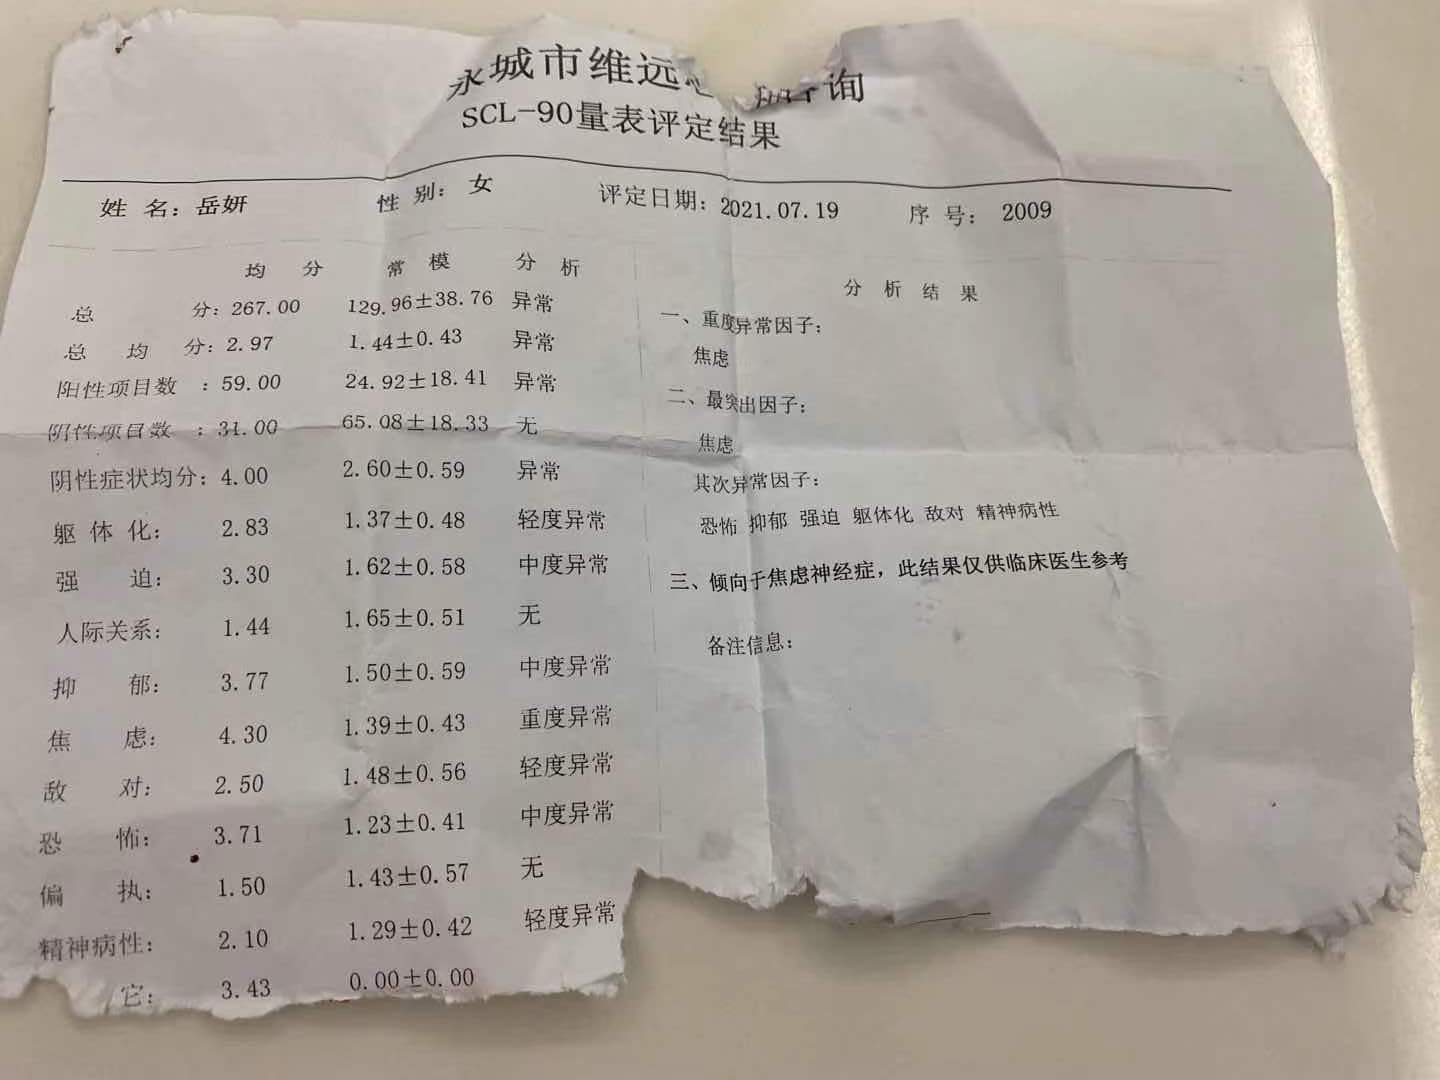 永城市维远 询
SCL-90量表评定结果
姓 名：岳妍 性 别：女 评定日期：2021.07.19 序 号： 2009
均 分 常 模 分 析
总 分：267.00 129.96±38.76 异常
总 均 分：2.97 1.44±0.43 异常
阳性项目数 ：59.00 24.92±18.41 异常
阴性项目数 ：31.00 65.08±18.33 无
阴性症状均分：4.00 2.60±0.59 异常
躯 体 化： 2.83 1.37±0.48 轻度异常
强 迫： 3.30 1.62±0.58 中度异常
人际关系： 1.44 1.65±0.51 无
抑 郁： 3.77 1.50±0.59 中度异常
焦 虑： 4.30 1.39±0.43 重度异常
敌 对： 2.50 1.48±0.56 轻度异常
恐 怖： 3.71 1.23±0.41 中度异常
偏 执： 1.50 1.43±0.57 无
精神病性： 2.10 1.29±0.42 轻度异常
它： 3.43 0.00±0.00
分 析 结 果
一、重度异常因子：
焦虑
二、最突出因子：
焦虑
其次异常因子：
恐怖 抑郁 强迫 躯体化 敌对 精神病性
三、倾向于焦虑神经症，此结果仅供临床医生参考
备注信息：